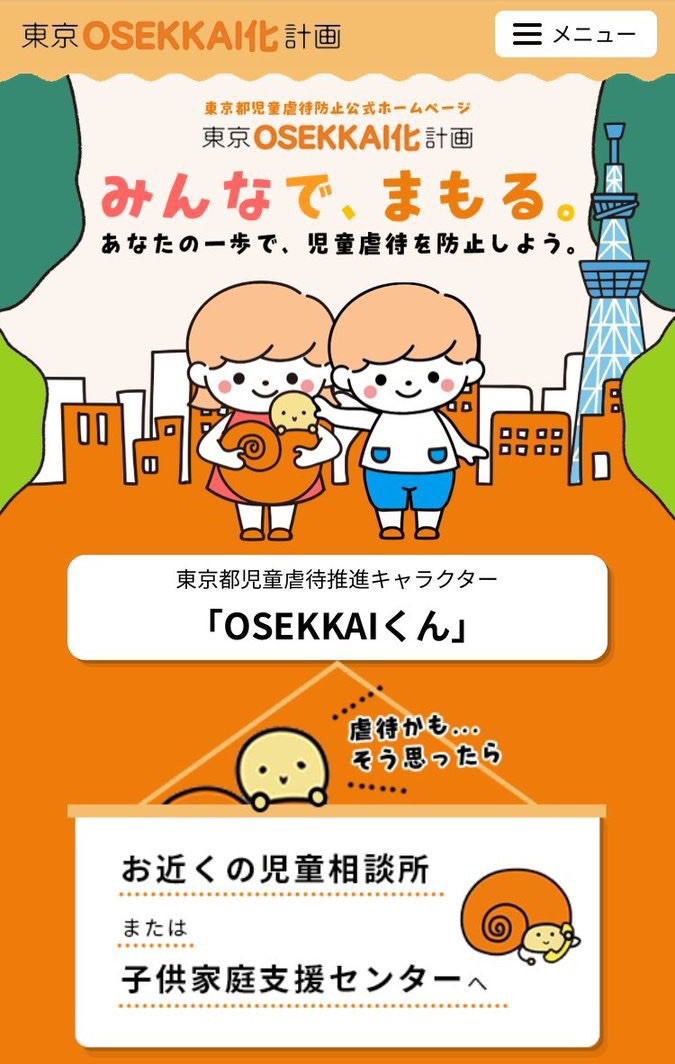 東京OSEKKAI化計画
メニュー
東京都児童虐待防止公式ホームページ
東京OSEKKAI化計画
みんなで、まもる。
あなたの一歩で、児童虐待を防止しよう。
東京都児童虐待推進キャラクター
「OSEKKAIくん」
虐待かも...
そう思ったら
お近くの児童相談所
または
子供家庭支援センターへ